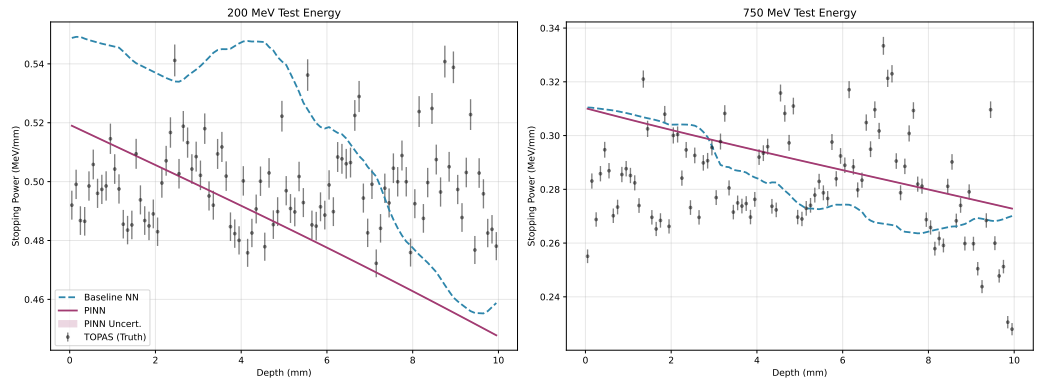 200 MeV Test Energy
Stopping Power (MeV/mm)
0.54
0.52
0.50
0.48
0.46
Baseline NN
PINN
PINN Uncert.
TOPAS (Truth)
0 2 4 6 8 10
Depth (mm)
750 MeV Test Energy
Stopping Power (MeV/mm)
0.34
0.32
0.30
0.28
0.26
0.24
0 2 4 6 8 10
Depth (mm)